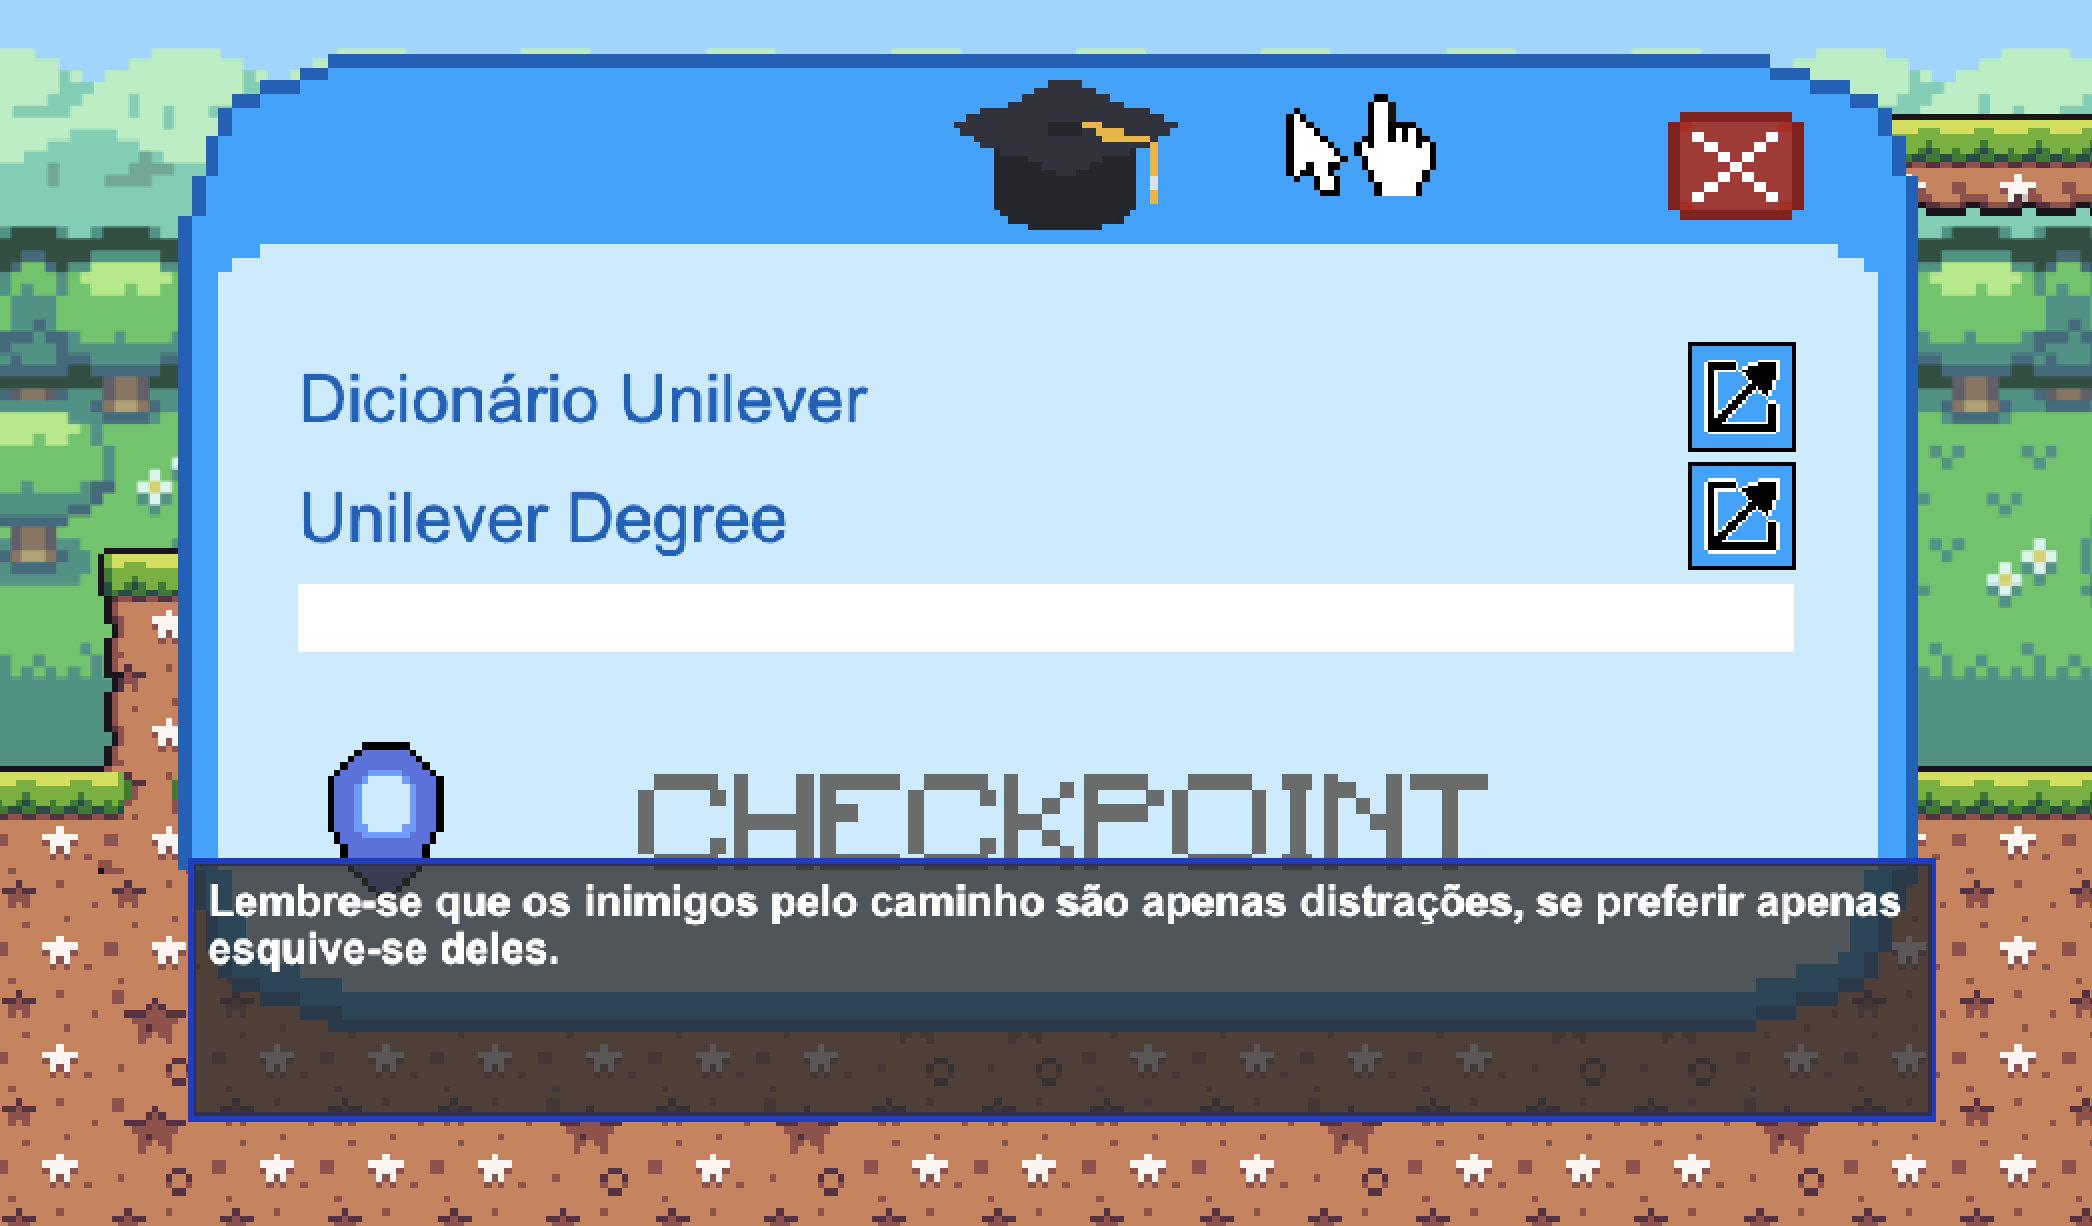 Dicionário Unilever
Unilever Degree
CHECKPOINT
Lembre-se que os inimigos pelo caminho são apenas distrações, se preferir apenas
esquive-se deles.